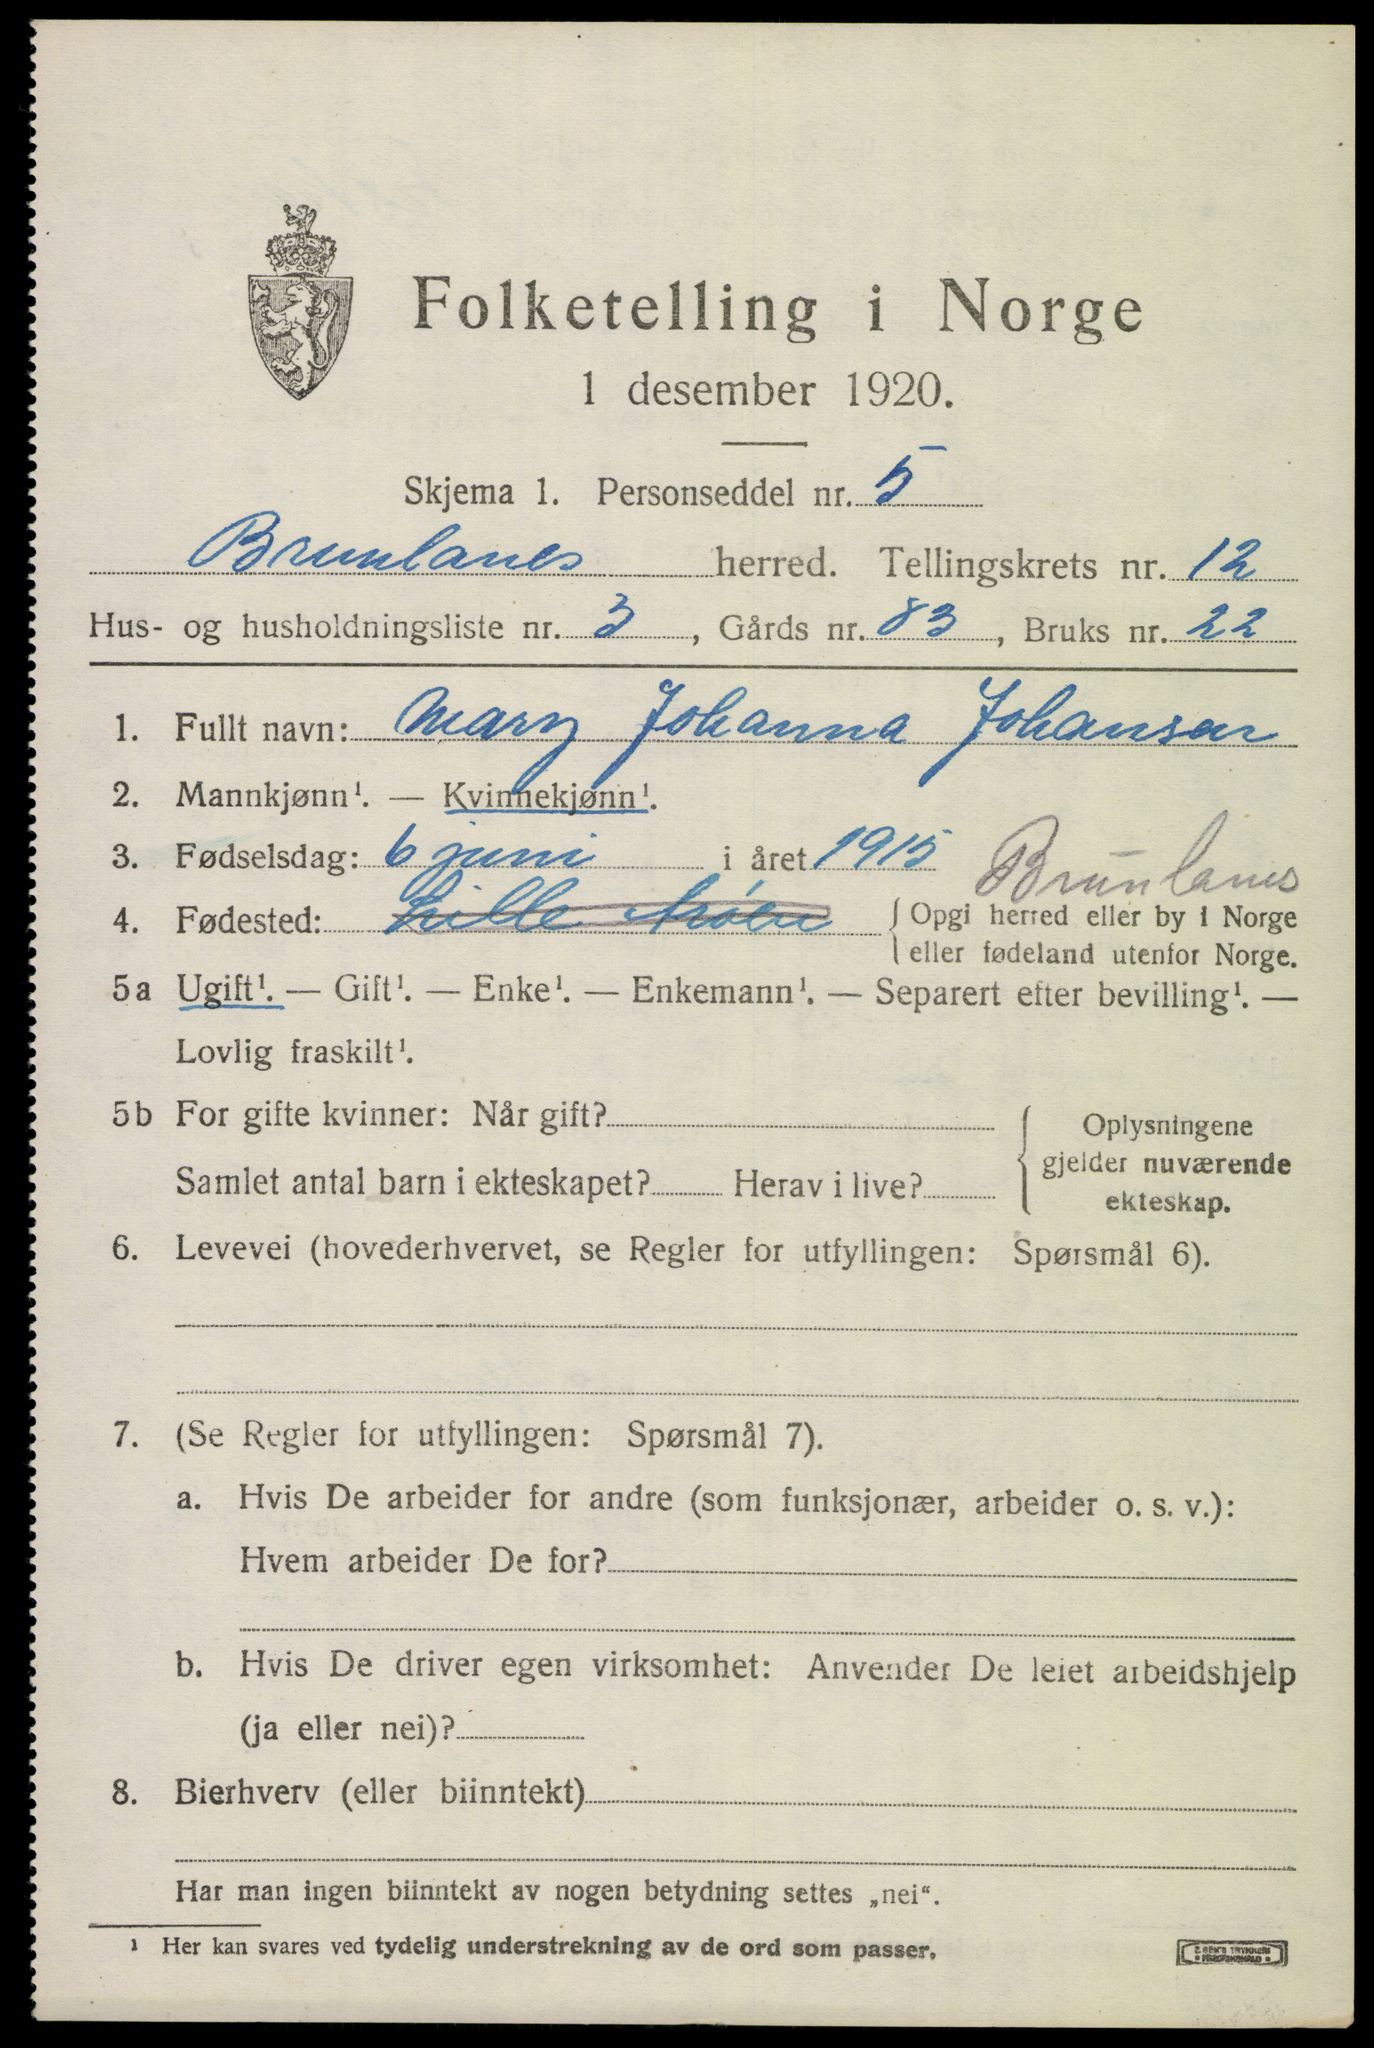 Folketelling i Norge
1 desember 1920.
Skjema 1. Personseddel nr. 5
Brunlanes herred. Tellingskrets nr. 12
Hus- og husholdningsliste nr. 3, Gårds nr. 83, Bruks nr. 22
1. Fullt navn: Mary Johanna Johansen
2. Mannkjønn¹. — Kvinnekjønn¹.
3. Fødselsdag: 6 juni i året 1915 Brunlanes
4. Fødested: Lille Arøen { Opgi herred eller by i Norge
eller fødeland utenfor Norge.
5a Ugift¹. — Gift¹. — Enke¹. — Enkemann¹. — Separert efter bevilling¹. —
Lovlig fraskilt¹.
5b For gifte kvinner: Når gift?
Samlet antal barn i ekteskapet? Herav i live?
Oplysningene
gjelder nuværende
ekteskap.
6. Levevei (hovederhvervet, se Regler for utfyllingen: Spørsmål 6).
7. (Se Regler for utfyllingen: Spørsmål 7).
a. Hvis De arbeider for andre (som funksjonær, arbeider o. s. v.):
Hvem arbeider De for?
b. Hvis De driver egen virksomhet: Anvender De leiet arbeidshjelp
(ja eller nei)?
8. Bierhverv (eller biinntekt)
Har man ingen biinntekt av nogen betydning settes „nei“.
¹ Her kan svares ved tydelig understrekning av de ord som passer.